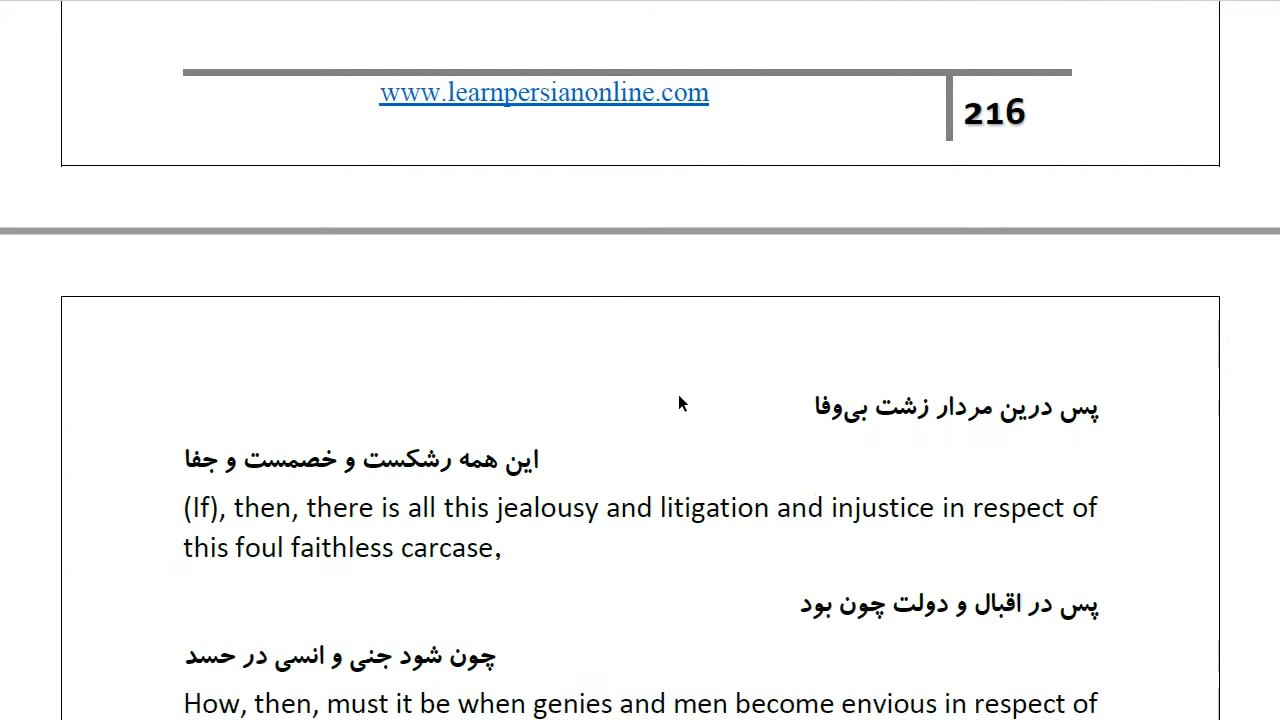 www.learnpersianonline.com
216
پس درین مردار زشت بی‌وفا
این همه رشکست و خصمست و جفا
(If), then, there is all this jealousy and litigation and injustice in respect of
this foul faithless carcase,
پس در اقبال و دولت چون بود
چون شود جنی و انسی در حسد
How, then, must it be when genies and men become envious in respect of